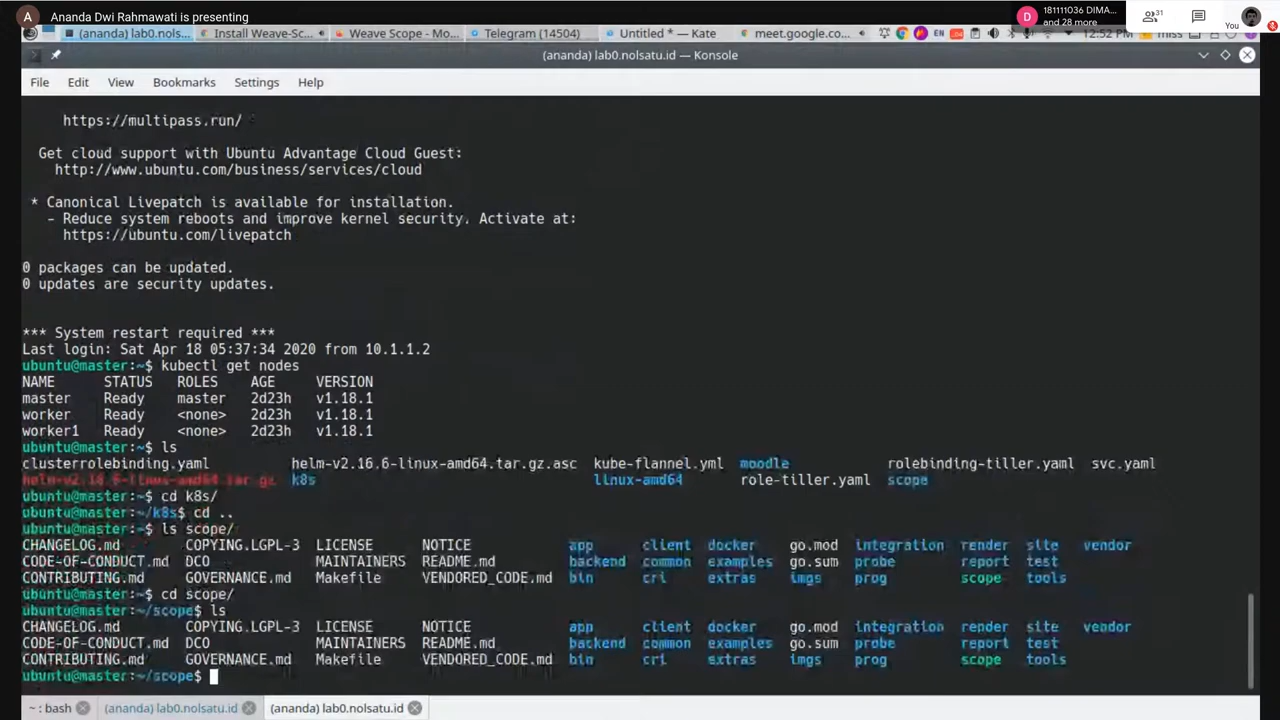 A Ananda Dwi Rahmawati is presenting
D 181111036 DIMA...
and 28 more
31
You
(ananda) lab0.nols... Install Weave-Sc... Weave Scope - Mo... Telegram (14504) Untitled * — Kate meet.google.co... EN 12:52 PM miss
(ananda) lab0.nolsatu.id — Konsole
File Edit View Bookmarks Settings Help
https://multipass.run/
Get cloud support with Ubuntu Advantage Cloud Guest:
http://www.ubuntu.com/business/services/cloud
* Canonical Livepatch is available for installation.
- Reduce system reboots and improve kernel security. Activate at:
https://ubuntu.com/livepatch
0 packages can be updated.
0 updates are security updates.
*** System restart required ***
Last login: Sat Apr 18 05:37:34 2020 from 10.1.1.2
ubuntu@master:~$ kubectl get nodes
NAME STATUS ROLES AGE VERSION
master Ready master 2d23h v1.18.1
worker Ready <none> 2d23h v1.18.1
worker1 Ready <none> 2d23h v1.18.1
ubuntu@master:~$ ls
clusterrolebinding.yaml helm-v2.16.6-linux-amd64.tar.gz.asc kube-flannel.yml moodle rolebinding-tiller.yaml svc.yaml
helm-v2.16.6-linux-amd64.tar.gz k8s linux-amd64 role-tiller.yaml scope
ubuntu@master:~$ cd k8s/
ubuntu@master:~/k8s$ cd ..
ubuntu@master:~$ ls scope/
CHANGELOG.md COPYING.LGPL-3 LICENSE NOTICE app client docker go.mod integration render site vendor
CODE-OF-CONDUCT.md DCO MAINTAINERS README.md backend common examples go.sum probe report test
CONTRIBUTING.md GOVERNANCE.md Makefile VENDORED_CODE.md bin cri extras imgs prog scope tools
ubuntu@master:~$ cd scope/
ubuntu@master:~/scope$ ls
CHANGELOG.md COPYING.LGPL-3 LICENSE NOTICE app client docker go.mod integration render site vendor
CODE-OF-CONDUCT.md DCO MAINTAINERS README.md backend common examples go.sum probe report test
CONTRIBUTING.md GOVERNANCE.md Makefile VENDORED_CODE.md bin cri extras imgs prog scope tools
ubuntu@master:~/scope$
~ : bash (ananda) lab0.nolsatu.id (ananda) lab0.nolsatu.id